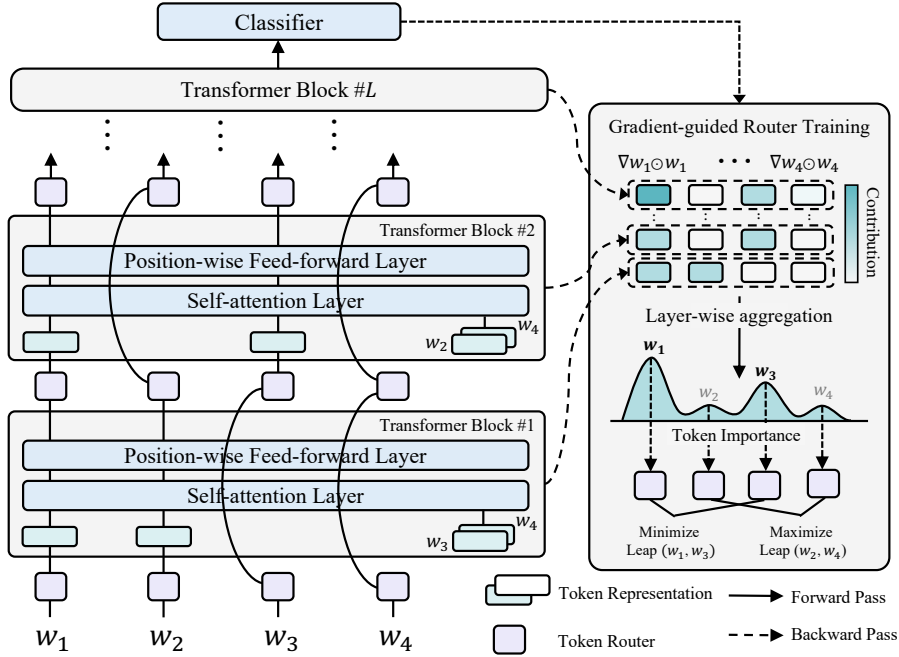 Classifier
Transformer Block #L
Transformer Block #2
Position-wise Feed-forward Layer
Self-attention Layer
w₂
w₄
Transformer Block #1
Position-wise Feed-forward Layer
Self-attention Layer
w₃
w₄
w₁ w₂ w₃ w₄
Gradient-guided Router Training
∇w₁⊙w₁ ∇w₄⊙w₄
Contribution
Layer-wise aggregation
w₁
w₂
w₃
w₄
Token Importance
Minimize
Leap (w₁, w₃)
Maximize
Leap (w₂, w₄)
Token Representation
Forward Pass
Token Router
Backward Pass